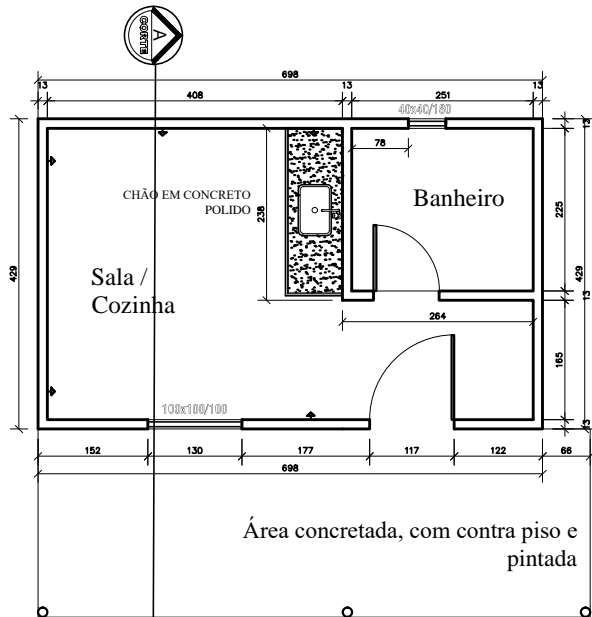 A
CORTE
698
13
408
13
251
13
40x40/180
78
13
CHÃO EM CONCRETO
POLIDO
238
Banheiro
225
429
429
Sala /
Cozinha
13
264
165
100x100/100
13
152
130
177
117
122
66
698
Área concretada, com contra piso e
pintada